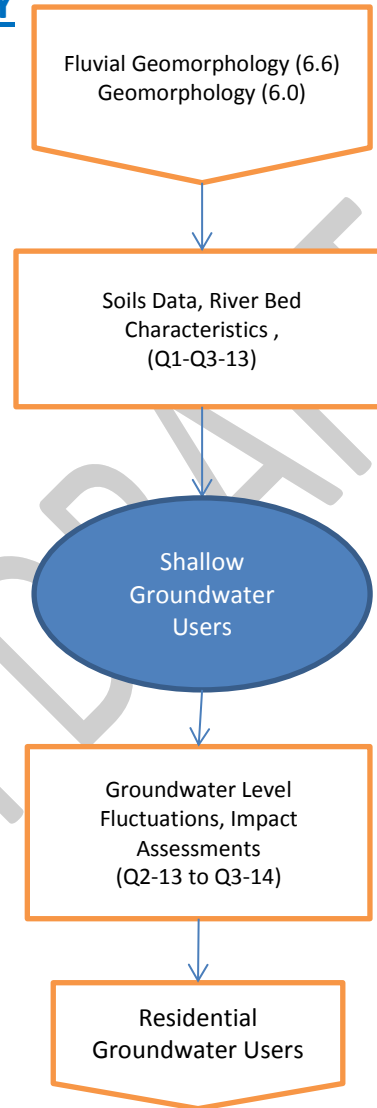 Y
Fluvial Geomorphology (6.6)
Geomorphology (6.0)
Soils Data, River Bed
Characteristics ,
(Q1-Q3-13)
Shallow
Groundwater
Users
Groundwater Level
Fluctuations, Impact
Assessments
(Q2-13 to Q3-14)
Residential
Groundwater Users